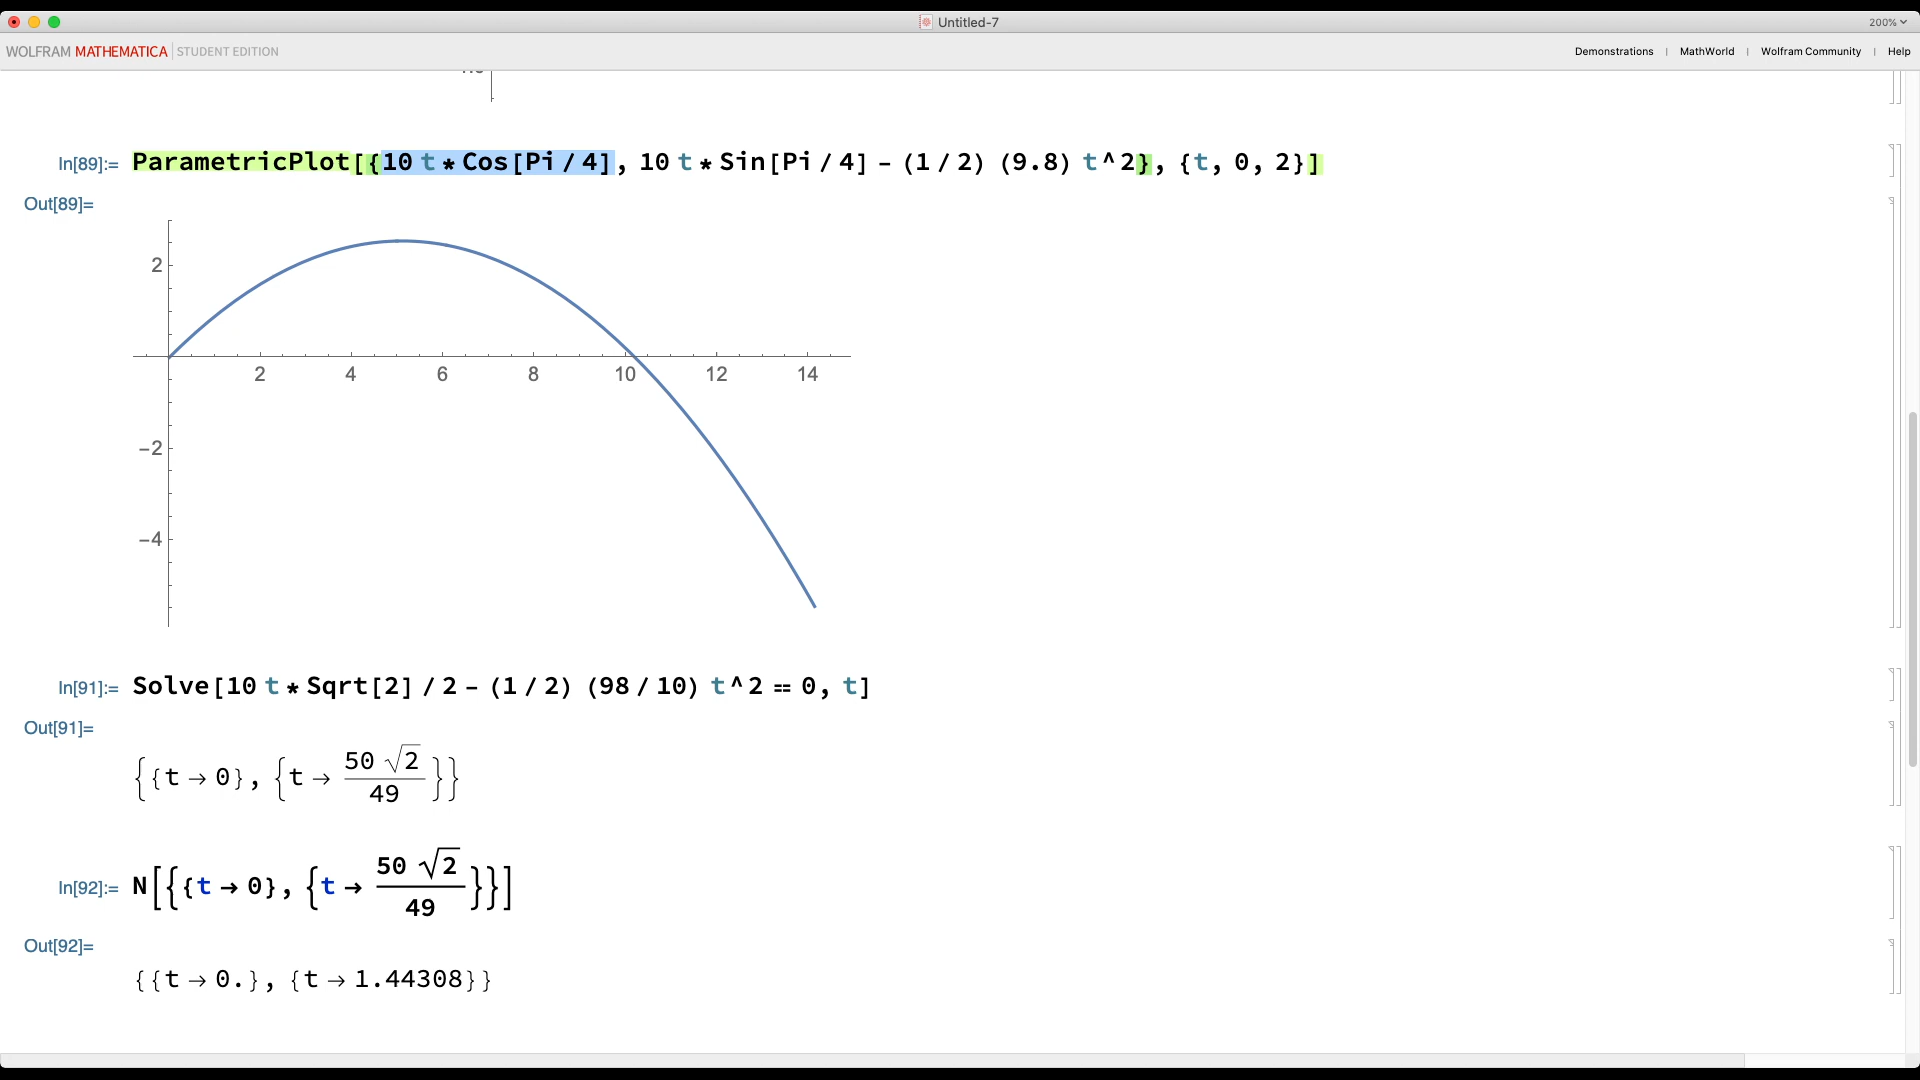 Untitled-7
200%
WOLFRAM MATHEMATICA STUDENT EDITION
Demonstrations | MathWorld | Wolfram Community | Help
In[89]:= ParametricPlot[{10 t * Cos[Pi / 4], 10 t * Sin[Pi / 4] - (1 / 2) (9.8) t ^ 2}, {t, 0, 2}]
Out[89]=
2
2 4 6 8 10 12 14
-2
-4
In[91]:= Solve[10 t * Sqrt[2] / 2 - (1 / 2) (98 / 10) t ^ 2 == 0, t]
Out[91]=
{{t → 0}, {t → 50 √2 / 49}}
In[92]:= N[{{t → 0}, {t → 50 √2 / 49}}]
Out[92]=
{{t → 0.}, {t → 1.44308}}